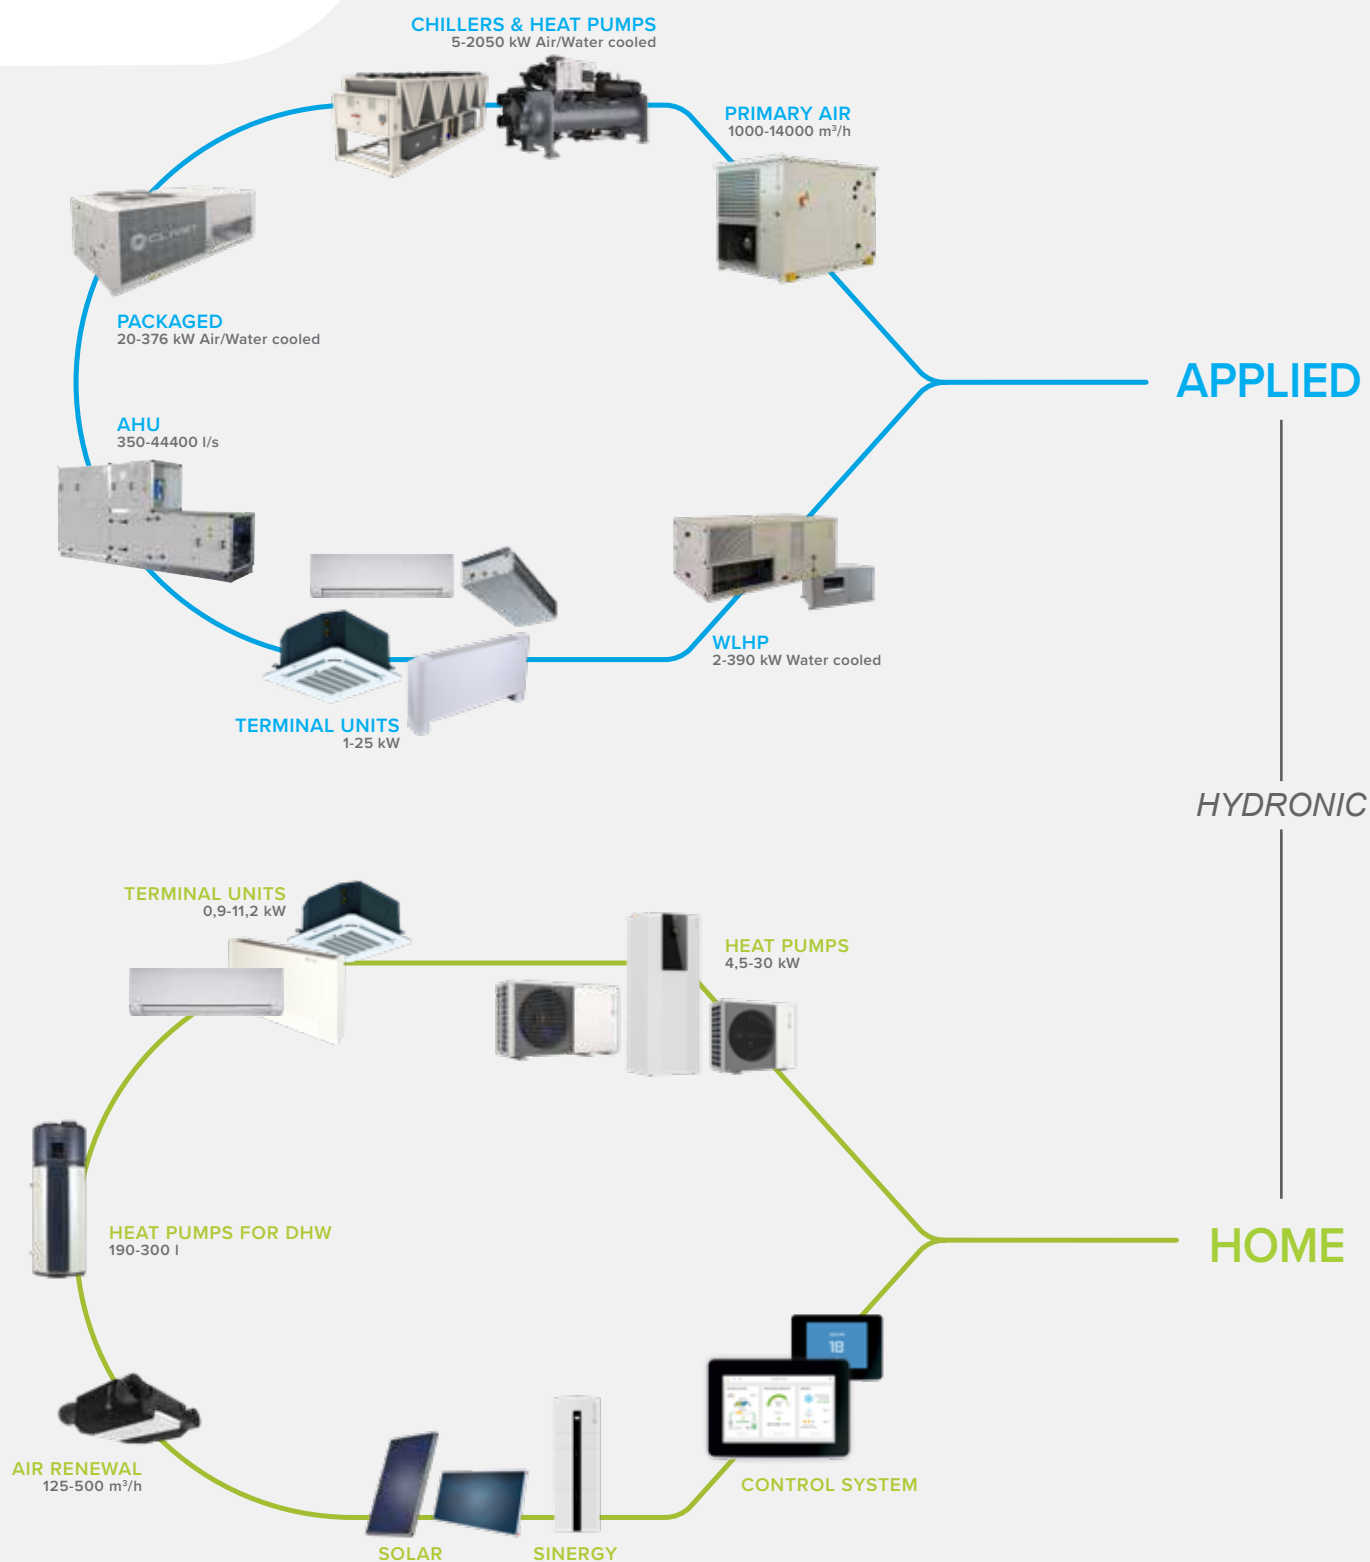 CHILLERS & HEAT PUMPS
5-2050 kW Air/Water cooled
PRIMARY AIR
1000-14000 m³/h
CLIVET
PACKAGED
20-376 kW Air/Water cooled
APPLIED
AHU
350-44400 l/s
WLHP
2-390 kW Water cooled
TERMINAL UNITS
1-25 kW
HYDRONIC
TERMINAL UNITS
0,9-11,2 kW
HEAT PUMPS
4,5-30 kW
HEAT PUMPS FOR DHW
190-300 l
HOME
18
AIR RENEWAL
125-500 m³/h
CONTROL SYSTEM
SOLAR
SINERGY